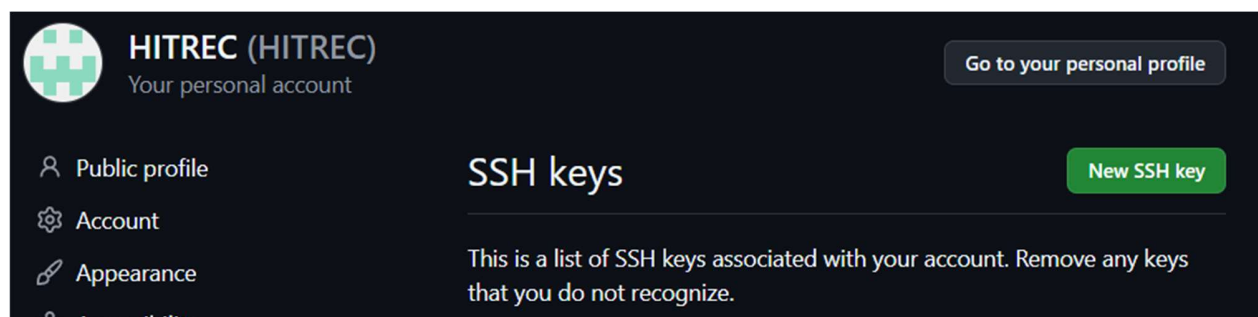 HITREC (HITREC)
Your personal account
Go to your personal profile
Public profile
Account
Appearance
SSH keys
New SSH key
This is a list of SSH keys associated with your account. Remove any keys
that you do not recognize.